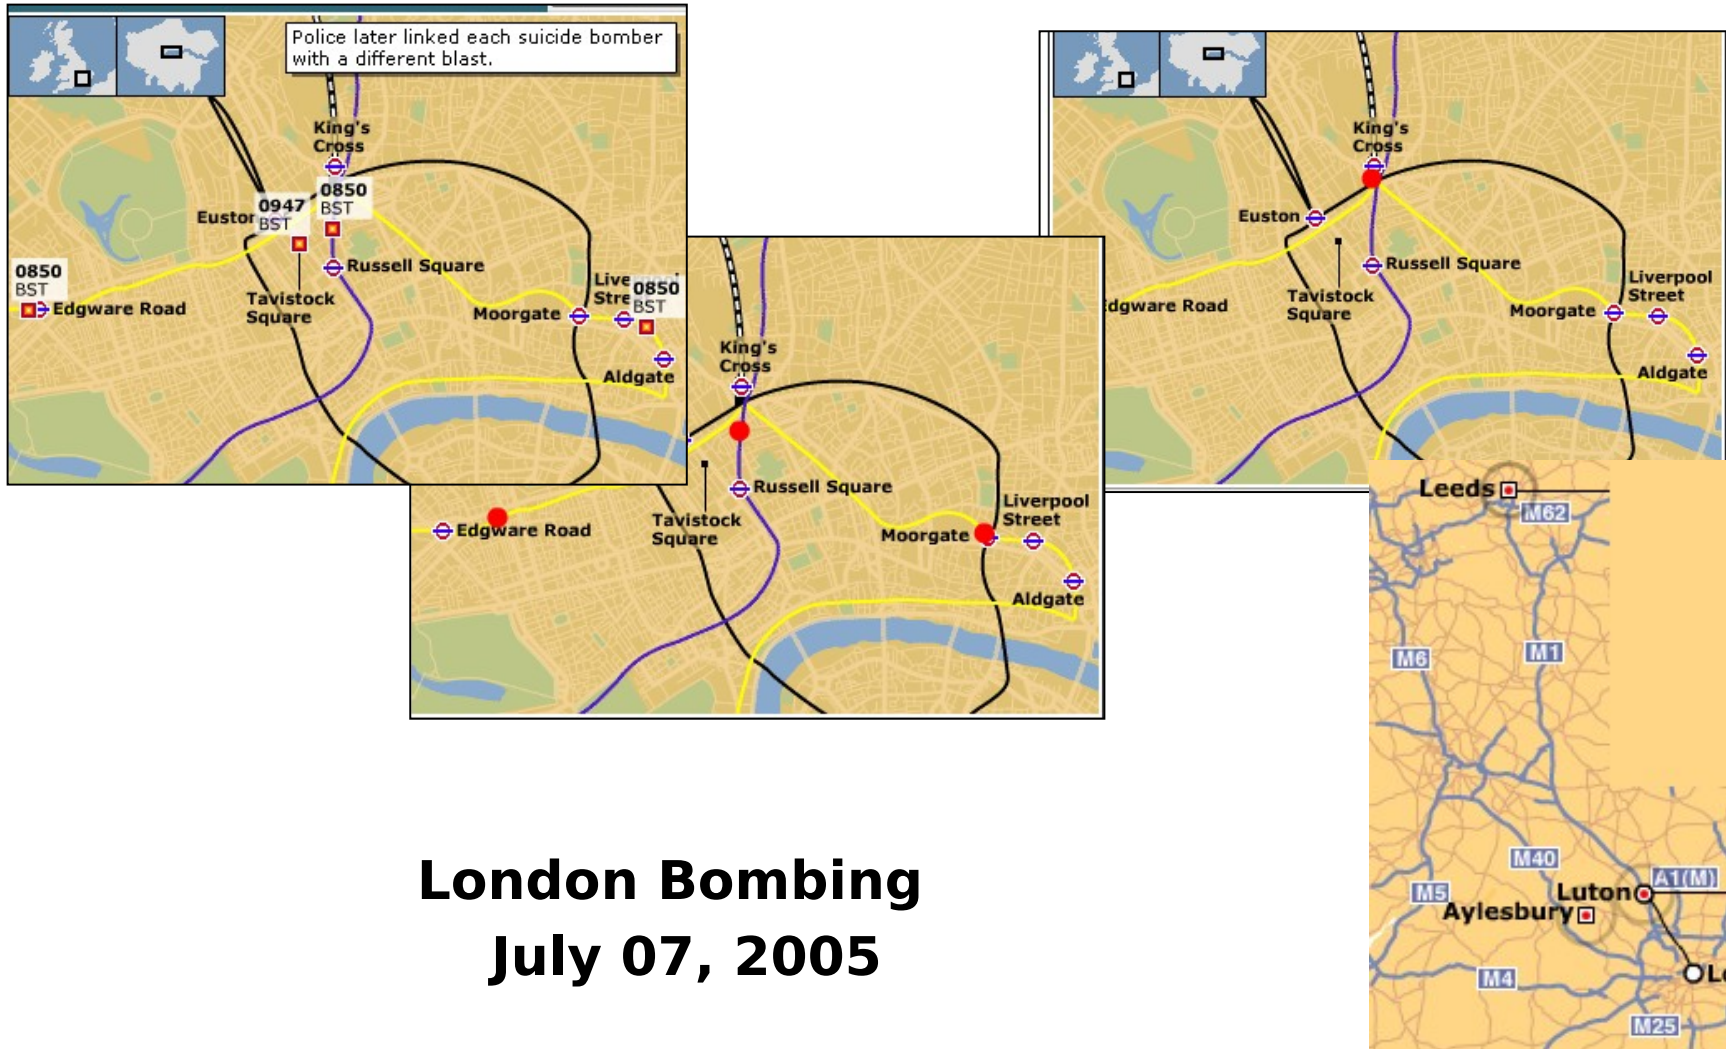 Police later linked each suicide bomber
with a different blast.
King's
Cross
0850
BST
0947
BST
Euston
0850
BST
Edgware Road
Russell Square
Tavistock
Square
Moorgate
0850
BST
Aldgate
King's
Cross
Russell Square
Edgware Road
Tavistock
Square
Moorgate
Liverpool
Street
Aldgate
King's
Cross
Euston
Russell Square
Tavistock
Square
dgware Road
Moorgate
Liverpool
Street
Aldgate
Leeds
M62
M6
M1
M40
A1(M)
M5
Luton
Aylesbury
M4
M25
London Bombing
July 07, 2005